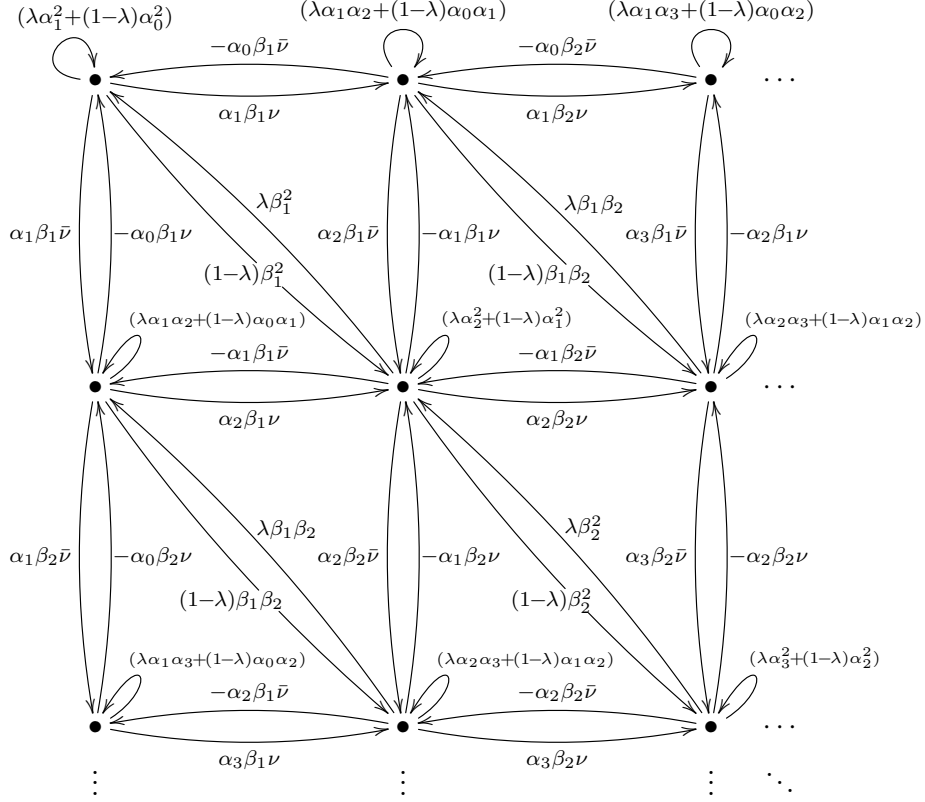 (λα₁²+(1−λ)α₀²)
(λα₁α₂+(1−λ)α₀α₁)
(λα₁α₃+(1−λ)α₀α₂)
−α₀β₁ν̄
−α₀β₂ν̄
⋯
α₁β₁ν
α₁β₂ν
λβ₁²
λβ₁β₂
α₁β₁ν̄
−α₀β₁ν
α₂β₁ν̄
−α₁β₁ν
α₃β₁ν̄
−α₂β₁ν
(1−λ)β₁²
(1−λ)β₁β₂
(λα₁α₂+(1−λ)α₀α₁)
(λα₂²+(1−λ)α₁²)
(λα₂α₃+(1−λ)α₁α₂)
−α₁β₁ν̄
−α₁β₂ν̄
⋯
α₂β₁ν
α₂β₂ν
λβ₁β₂
λβ₂²
α₁β₂ν̄
−α₀β₂ν
α₂β₂ν̄
−α₁β₂ν
α₃β₂ν̄
−α₂β₂ν
(1−λ)β₁β₂
(1−λ)β₂²
(λα₁α₃+(1−λ)α₀α₂)
(λα₂α₃+(1−λ)α₁α₂)
(λα₃²+(1−λ)α₂²)
−α₂β₁ν̄
−α₂β₂ν̄
⋯
α₃β₁ν
α₃β₂ν
⋮ ⋮ ⋮ ⋱